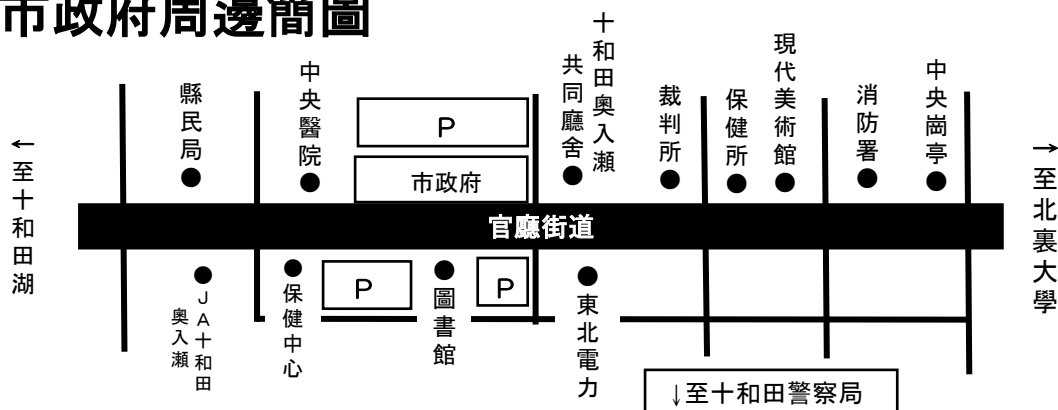 市政府周邊簡圖
←至十和田湖
縣民局
中央醫院
P
市政府
共同廳舍
十和田奧入瀨
裁判所
保健所
現代美術館
消防署
中央崗亭
→至北裏大學
官廳街道
JA十和田
奧入瀨
保健中心
P
圖書館
P
東北電力
↓至十和田警察局